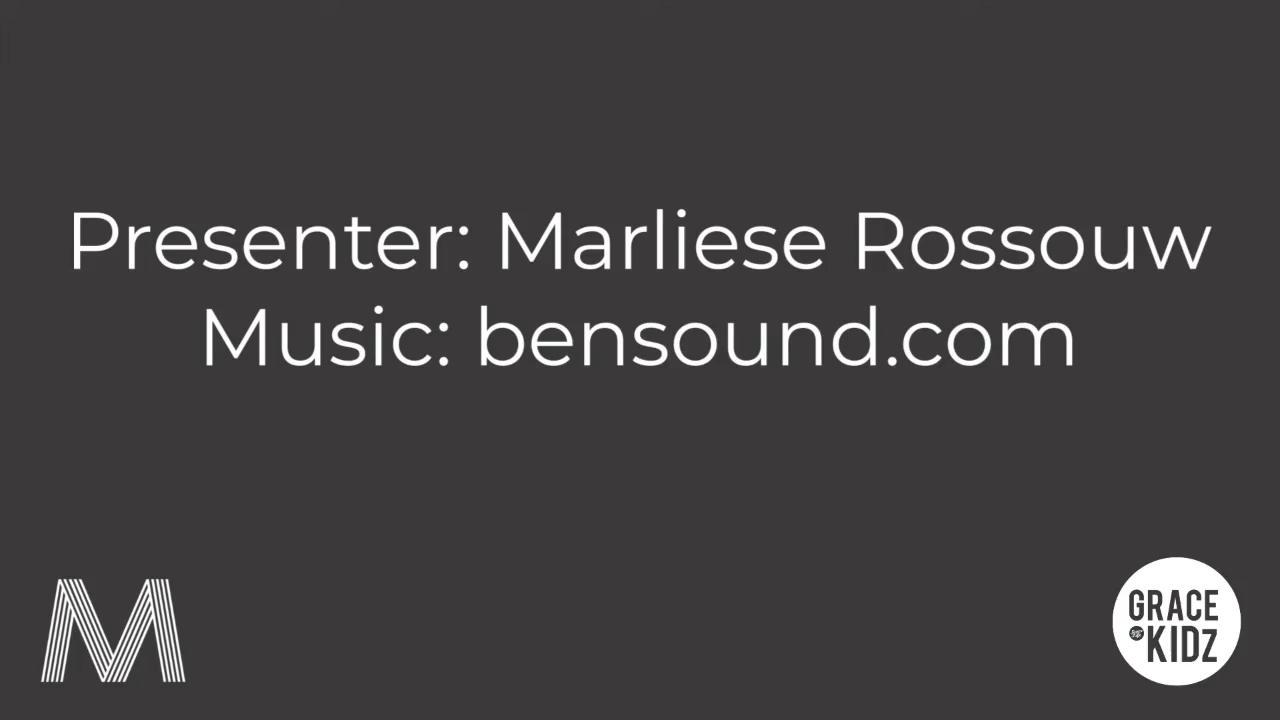 Presenter: Marliese Rossouw
Music: bensound.com
M
GRACE
KIDZ